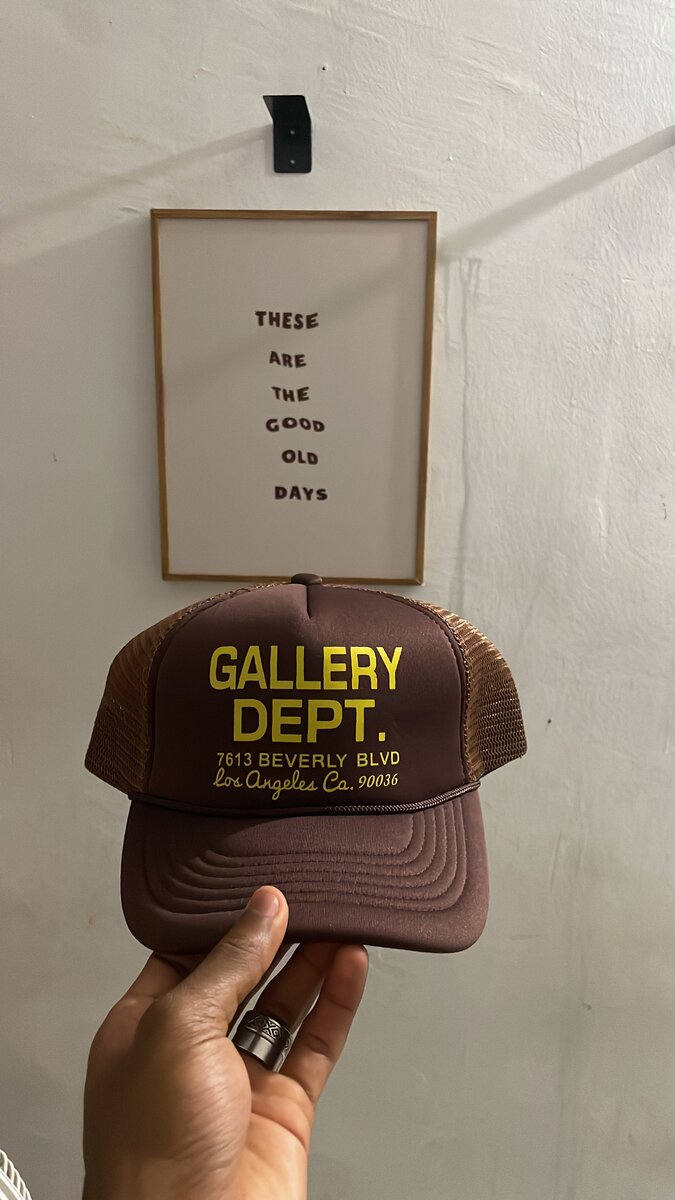 THESE
ARE
THE
GOOD
OLD
DAYS
GALLERY
DEPT.
7613 BEVERLY BLVD
Los Angeles Ca. 90036